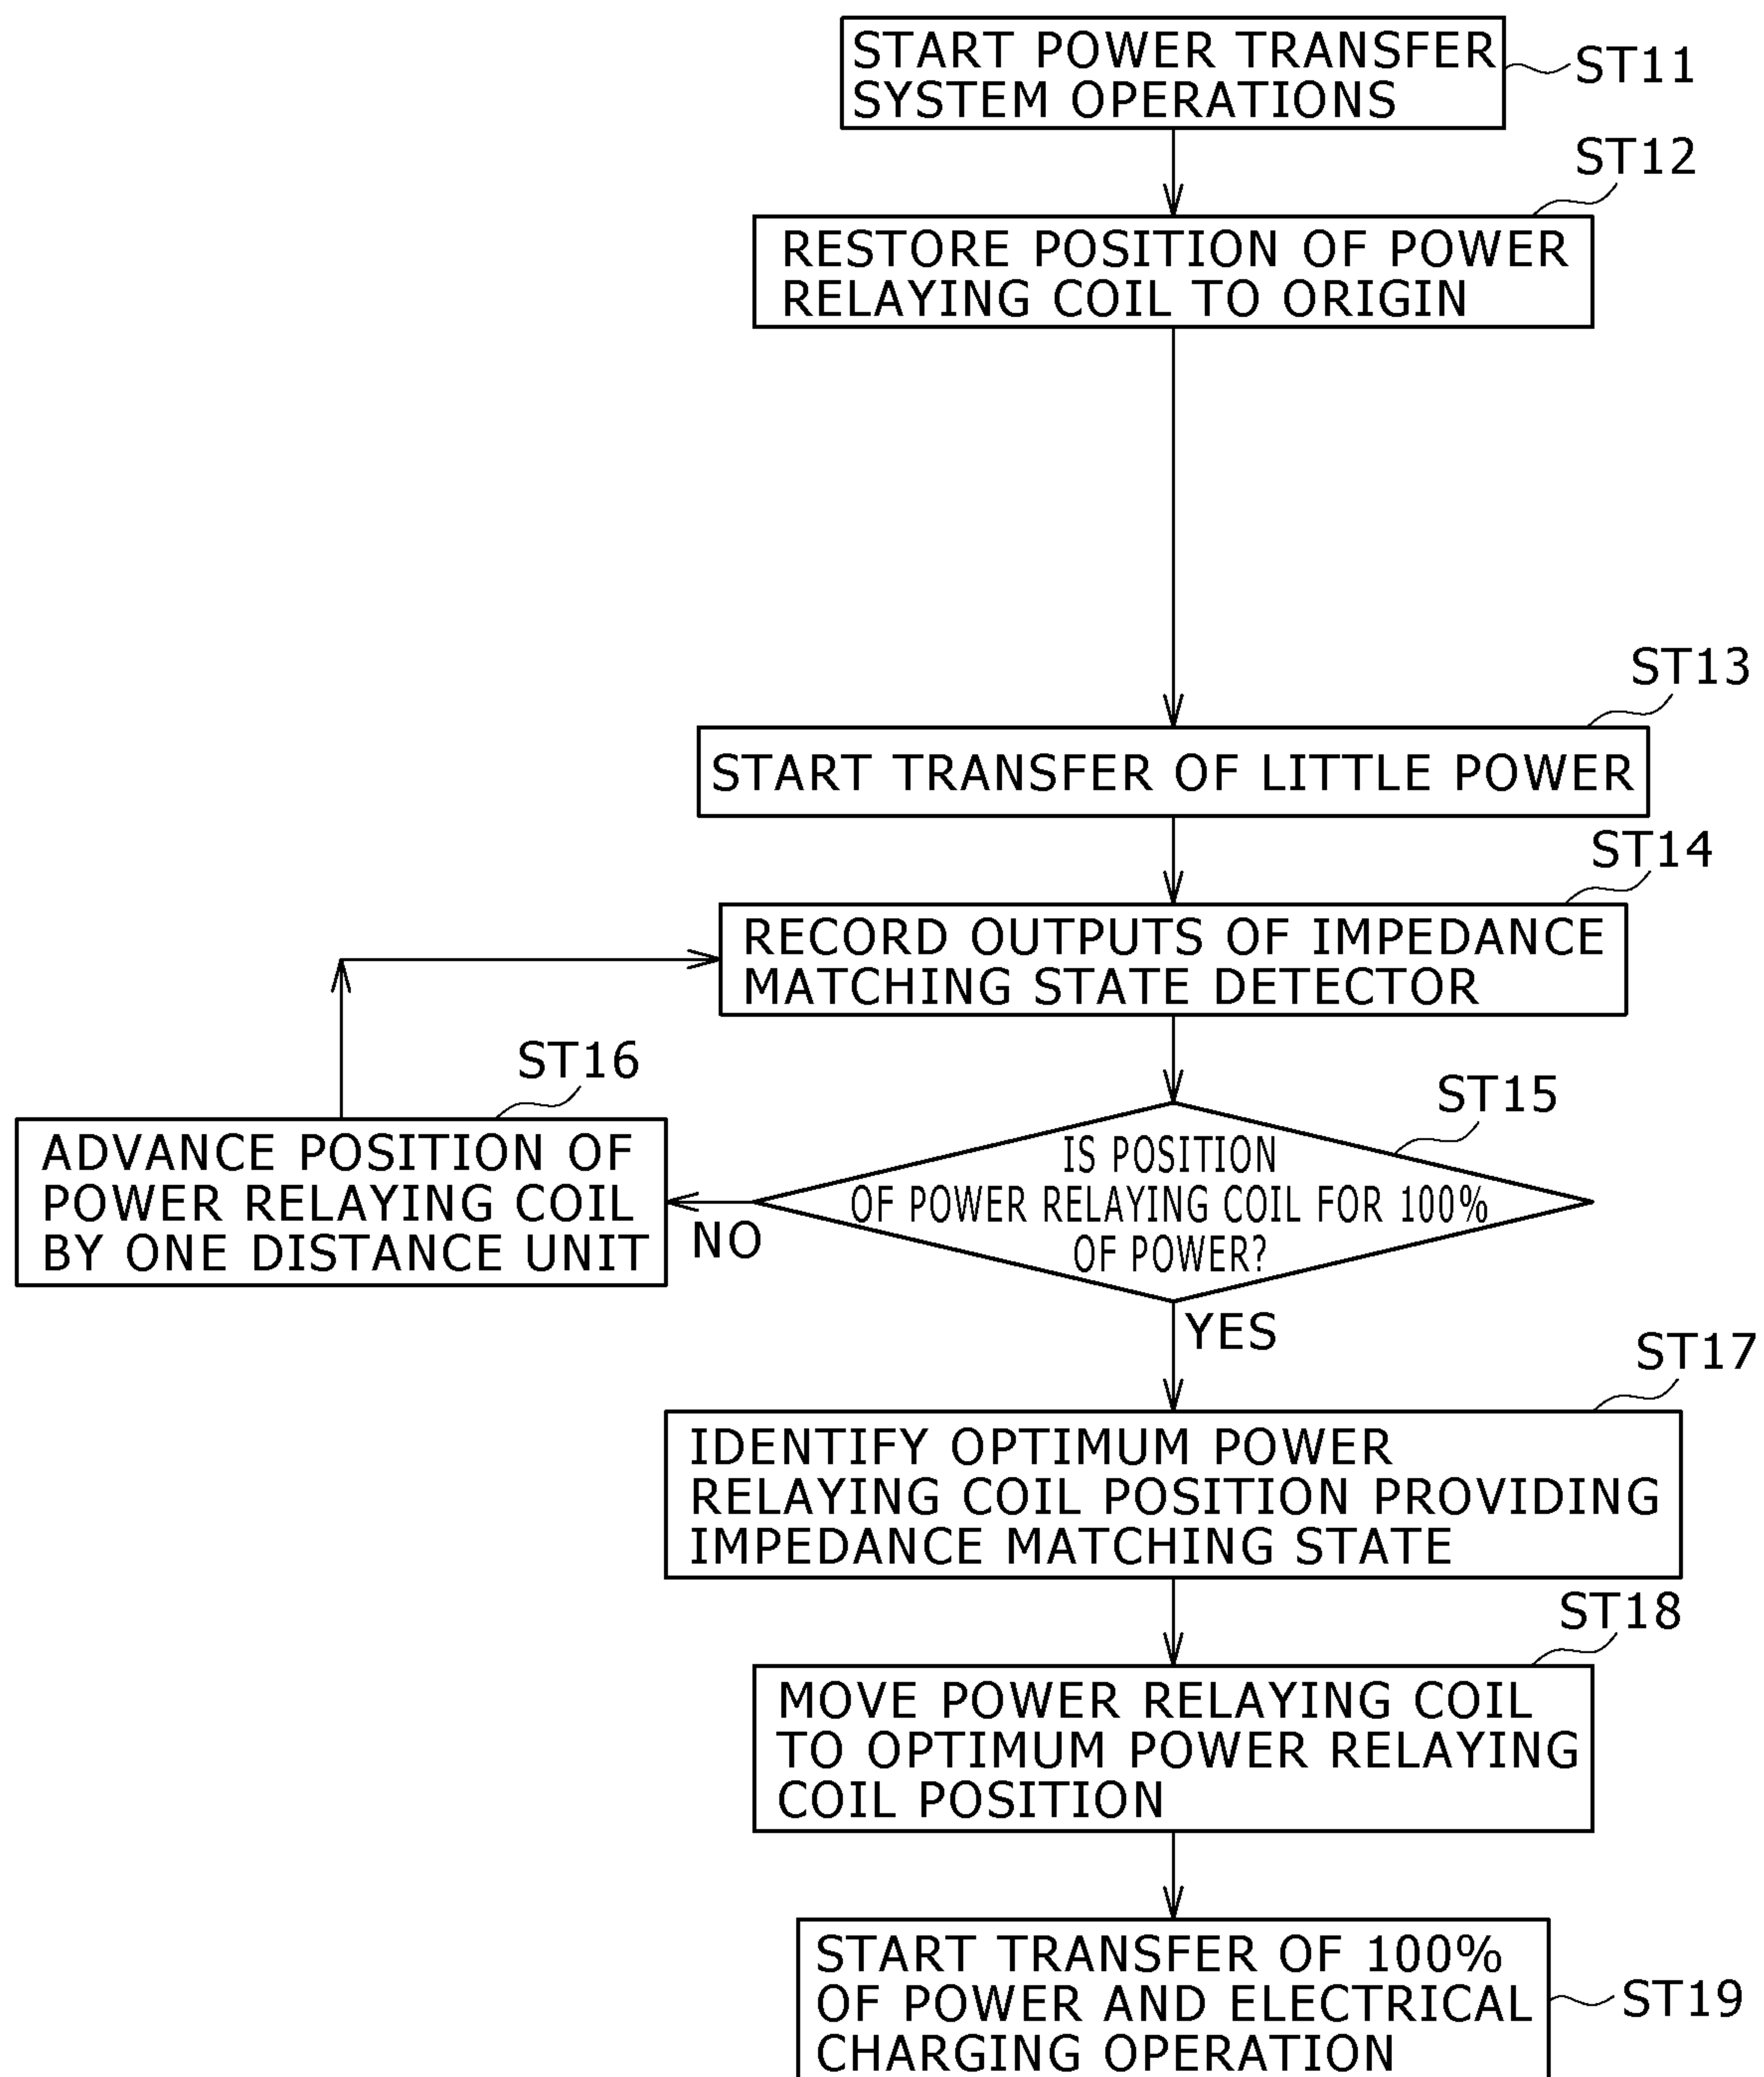 START POWER TRANSFER
SYSTEM OPERATIONS
ST11
ST12
RESTORE POSITION OF POWER
RELAYING COIL TO ORIGIN
ST13
START TRANSFER OF LITTLE POWER
ST14
RECORD OUTPUTS OF IMPEDANCE
MATCHING STATE DETECTOR
ST16
ADVANCE POSITION OF
POWER RELAYING COIL
BY ONE DISTANCE UNIT
NO
ST15
IS POSITION
OF POWER RELAYING COIL FOR 100%
OF POWER?
YES
ST17
IDENTIFY OPTIMUM POWER
RELAYING COIL POSITION PROVIDING
IMPEDANCE MATCHING STATE
ST18
MOVE POWER RELAYING COIL
TO OPTIMUM POWER RELAYING
COIL POSITION
START TRANSFER OF 100%
OF POWER AND ELECTRICAL
CHARGING OPERATION
ST19